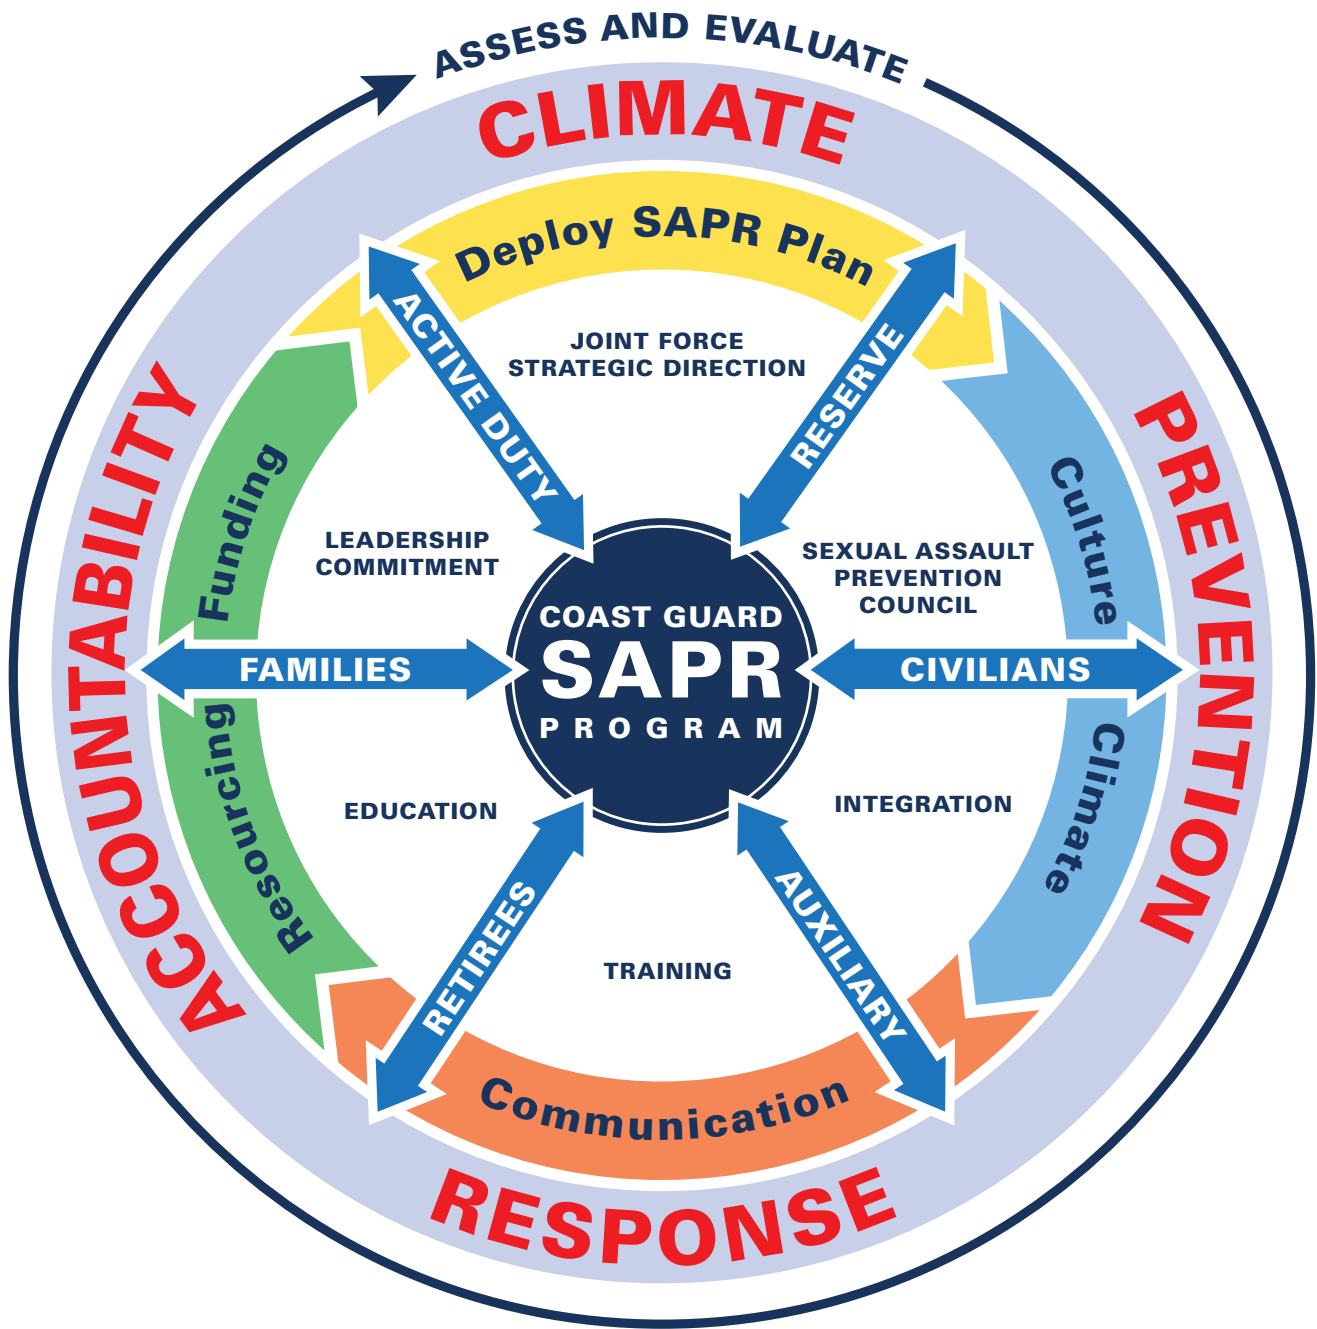 ASSESS AND EVALUATE
CLIMATE
Deploy SAPR Plan
ACTIVE DUTY
JOINT FORCE
STRATEGIC DIRECTION
RESERVE
ACCOUNTABILITY
Funding
LEADERSHIP
COMMITMENT
SEXUAL ASSAULT
PREVENTION
COUNCIL
Culture
PREVENTION
COAST GUARD
SAPR
PROGRAM
FAMILIES
CIVILIANS
Resourcing
EDUCATION
INTEGRATION
Climate
RETIREES
TRAINING
AUXILIARY
Communication
RESPONSE